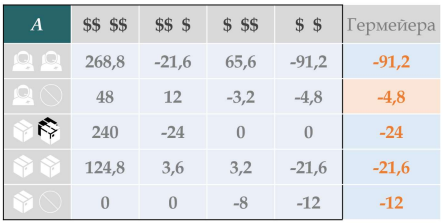 A $$ $$ $$ $ $ $$ $ $ Гермейера
268,8 -21,6 65,6 -91,2 -91,2
48 12 -3,2 -4,8 -4,8
240 -24 0 0 -24
124,8 3,6 3,2 -21,6 -21,6
0 0 -8 -12 -12